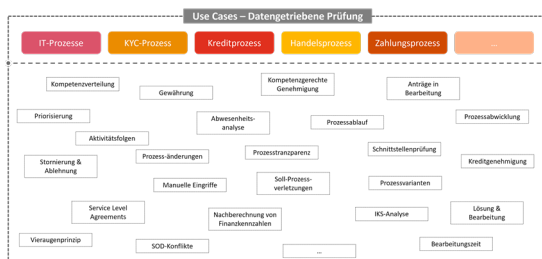 Use Cases – Datengetriebene Prüfung
IT-Prozesse
KYC-Prozess
Kreditprozess
Handelsprozess
Zahlungsprozess
...
Kompetenzverteilung
Gewährung
Kompetenzgerechte
Genehmigung
Anträge in
Bearbeitung
Priorisierung
Abwesenheits-
analyse
Prozessablauf
Prozessabwicklung
Aktivitätsfolgen
Stornierung &
Ablehnung
Prozess-änderungen
Prozesstranzparenz
Schnittstellenprüfung
Kreditgenehmigung
Manuelle Eingriffe
Soll-Prozess-
verletzungen
Prozessvarianten
Service Level
Agreements
Nachberechnung von
Finanzkennzahlen
IKS-Analyse
Lösung &
Bearbeitung
Vieraugenprinzip
SOD-Konflikte
...
Bearbeitungszeit